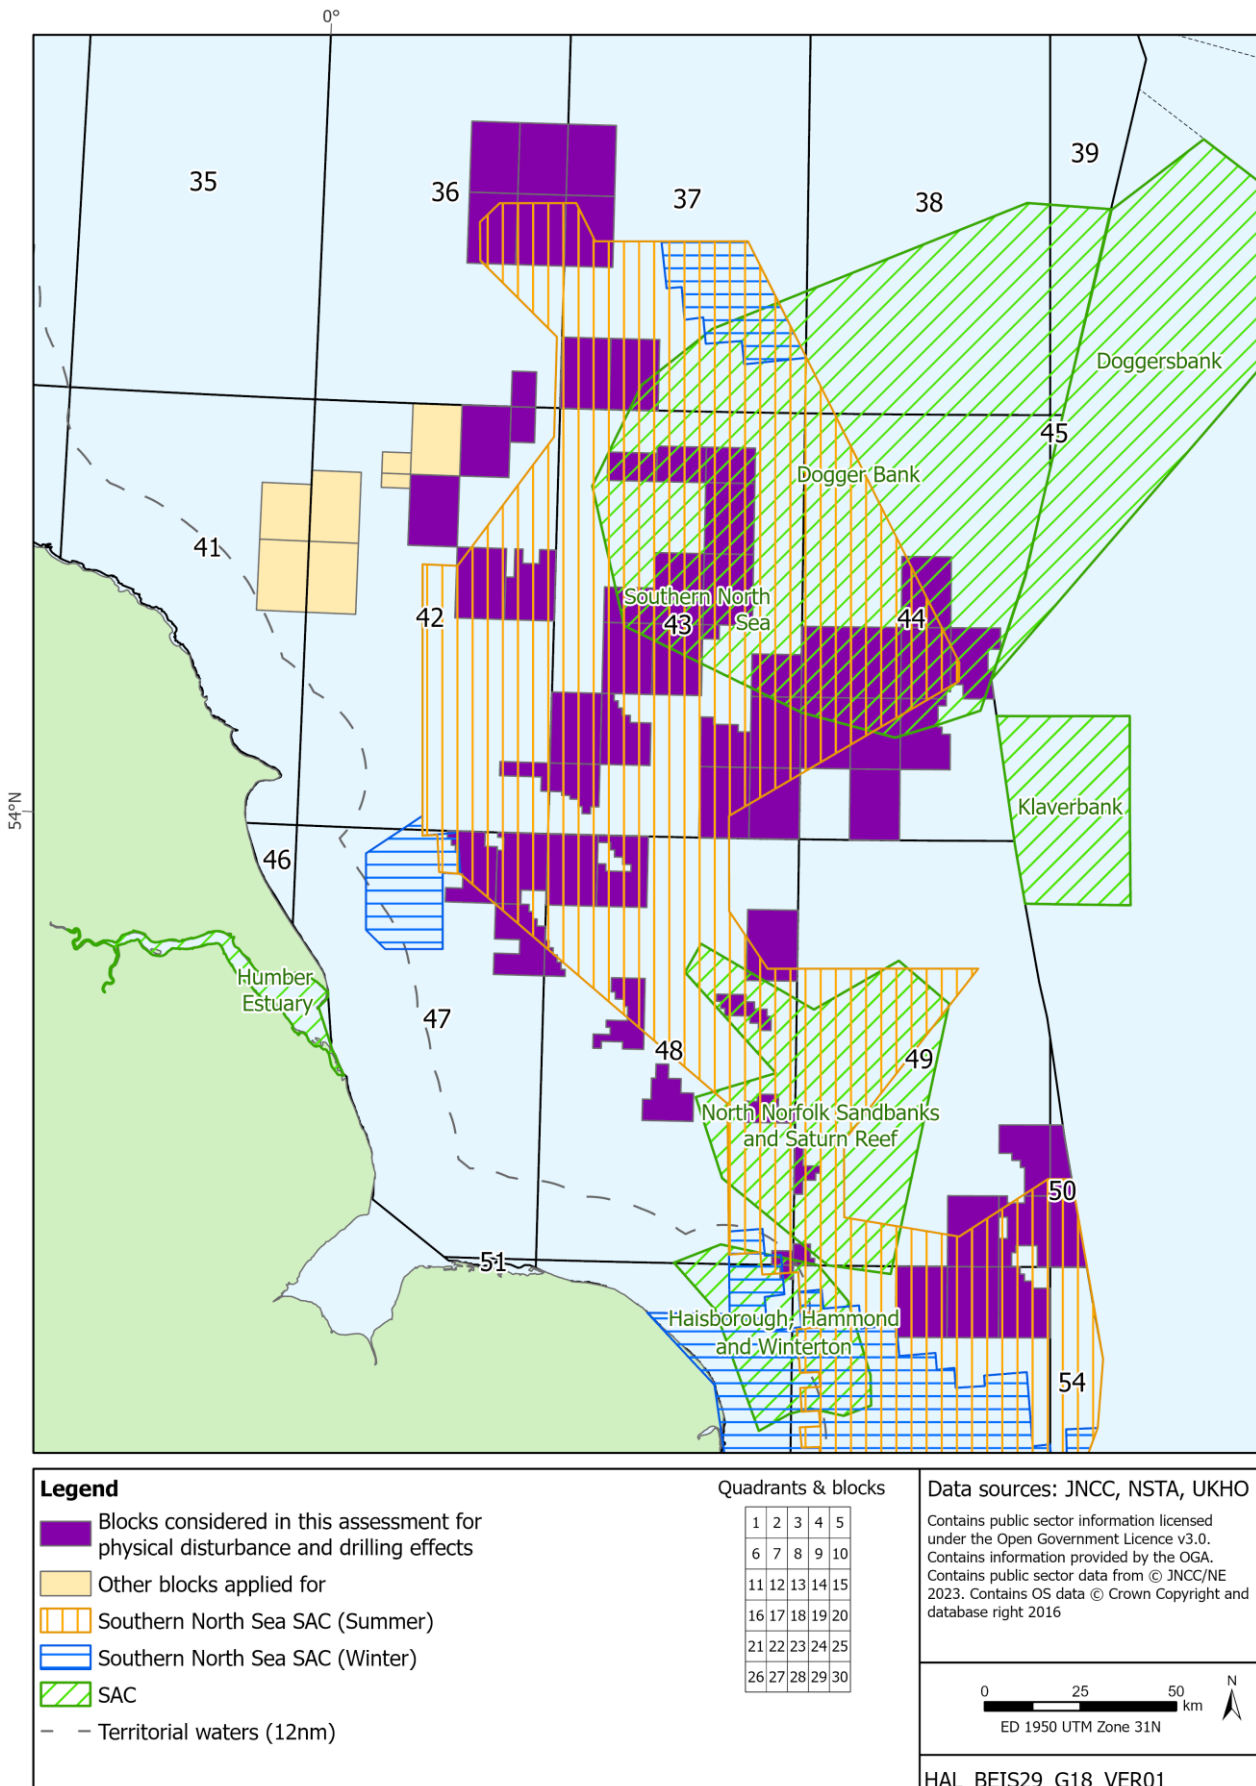 0°
39
35
36
37
38
Doggersbank
45
Dogger Bank
41
42
Southern North
Sea
43
44
54°N
Klaverbank
46
Humber
Estuary
47
48
49
North Norfolk Sandbanks
and Saturn Reef
50
51
Haisborough, Hammond
and Winterton
54
Legend
Blocks considered in this assessment for
physical disturbance and drilling effects
Other blocks applied for
Southern North Sea SAC (Summer)
Southern North Sea SAC (Winter)
SAC
Territorial waters (12nm)
Quadrants & blocks
1 2 3 4 5
6 7 8 9 10
11 12 13 14 15
16 17 18 19 20
21 22 23 24 25
26 27 28 29 30
Data sources: JNCC, NSTA, UKHO
Contains public sector information licensed
under the Open Government Licence v3.0.
Contains information provided by the OGA.
Contains public sector data from © JNCC/NE
2023. Contains OS data © Crown Copyright and
database right 2016
0 25 50
km
N
ED 1950 UTM Zone 31N
HAL_BEIS29_G18_VER01